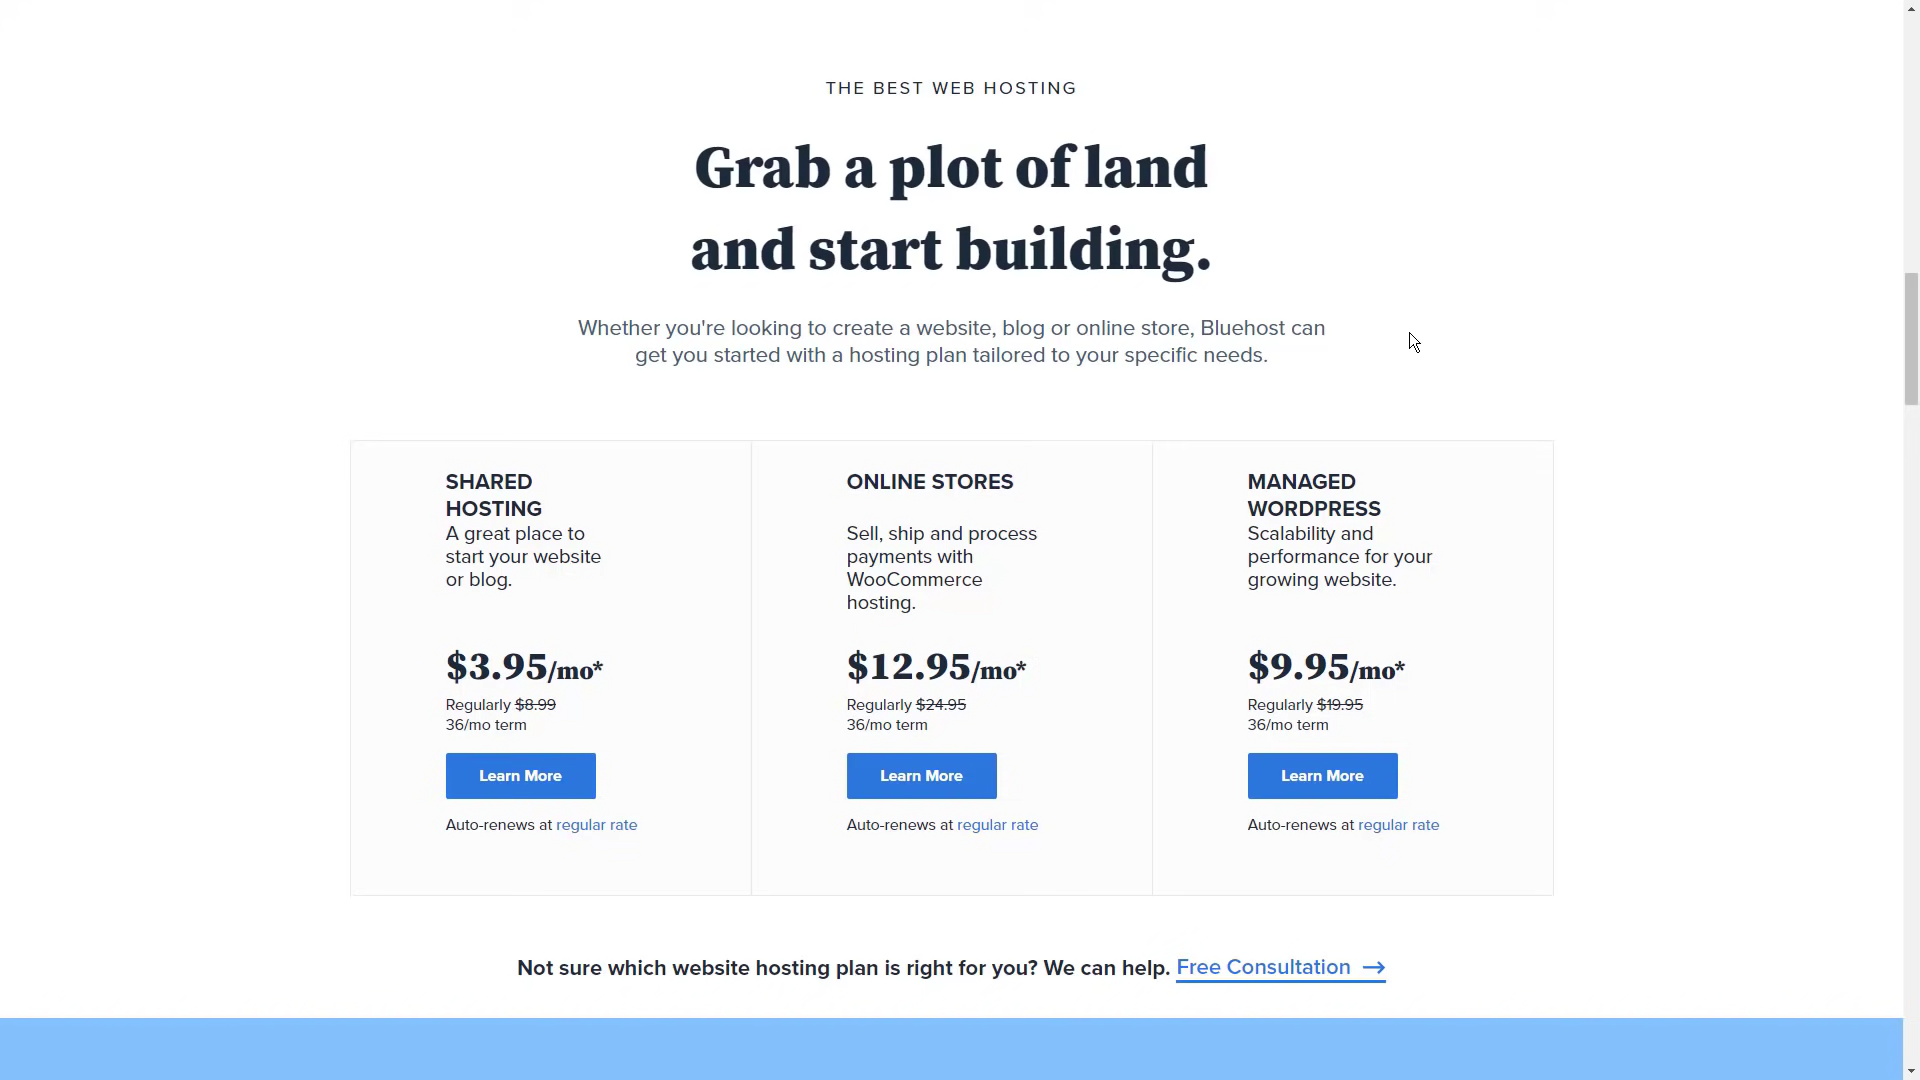 THE BEST WEB HOSTING
Grab a plot of land
and start building.
Whether you're looking to create a website, blog or online store, Bluehost can
get you started with a hosting plan tailored to your specific needs.
SHARED
HOSTING
A great place to
start your website
or blog.
$3.95/mo*
Regularly $8.99
36/mo term
Learn More
Auto-renews at regular rate
ONLINE STORES
Sell, ship and process
payments with
WooCommerce
hosting.
$12.95/mo*
Regularly $24.95
36/mo term
Learn More
Auto-renews at regular rate
MANAGED
WORDPRESS
Scalability and
performance for your
growing website.
$9.95/mo*
Regularly $19.95
36/mo term
Learn More
Auto-renews at regular rate
Not sure which website hosting plan is right for you? We can help. Free Consultation →